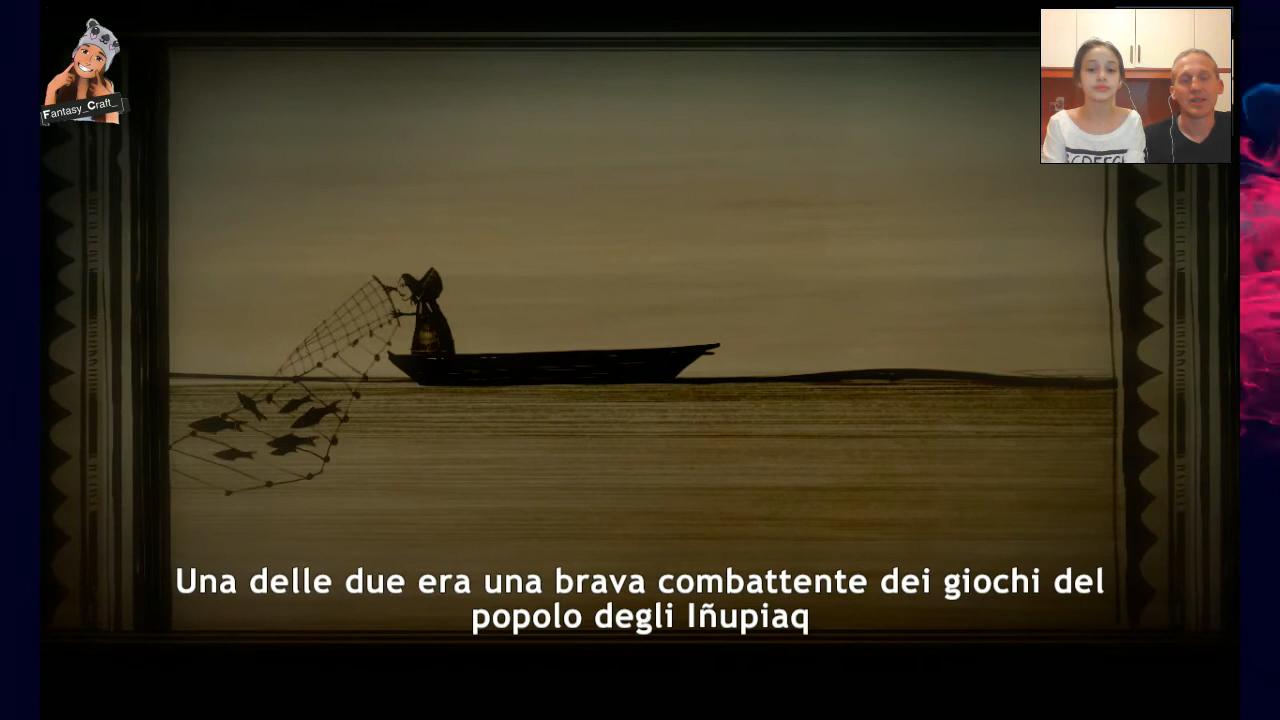 Fantasy_Craft_
Una delle due era una brava combattente dei giochi del
popolo degli Iñupiaq